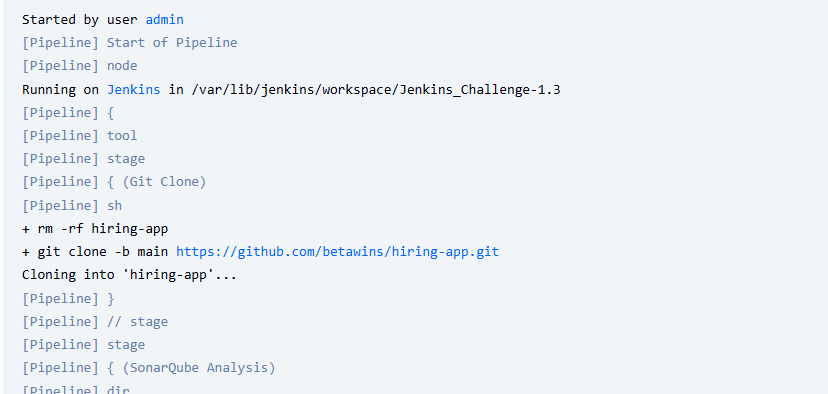 Started by user admin
[Pipeline] Start of Pipeline
[Pipeline] node
Running on Jenkins in /var/lib/jenkins/workspace/Jenkins_Challenge-1.3
[Pipeline] {
[Pipeline] tool
[Pipeline] stage
[Pipeline] { (Git Clone)
[Pipeline] sh
+ rm -rf hiring-app
+ git clone -b main https://github.com/betawins/hiring-app.git
Cloning into 'hiring-app'...
[Pipeline] }
[Pipeline] // stage
[Pipeline] stage
[Pipeline] { (SonarQube Analysis)
[Pipeline] dir